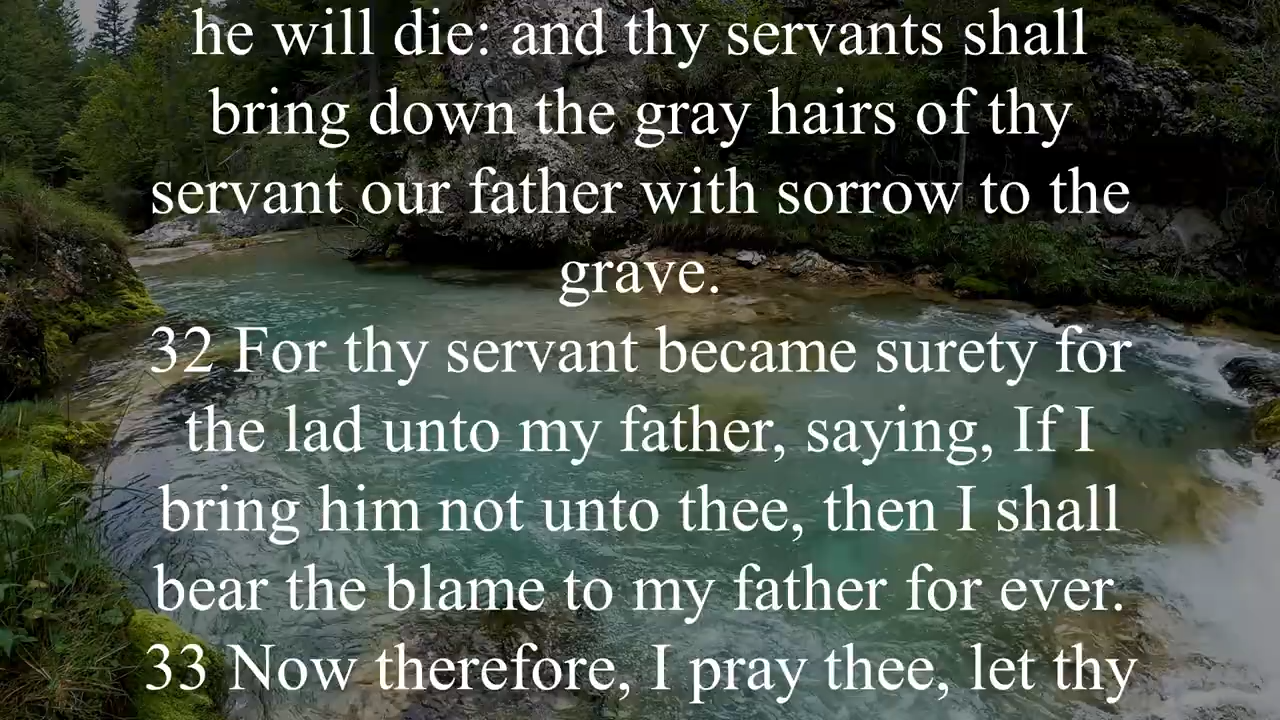 he will die: and thy servants shall
bring down the gray hairs of thy
servant our father with sorrow to the
grave.
32 For thy servant became surety for
the lad unto my father, saying, If I
bring him not unto thee, then I shall
bear the blame to my father for ever.
33 Now therefore, I pray thee, let thy